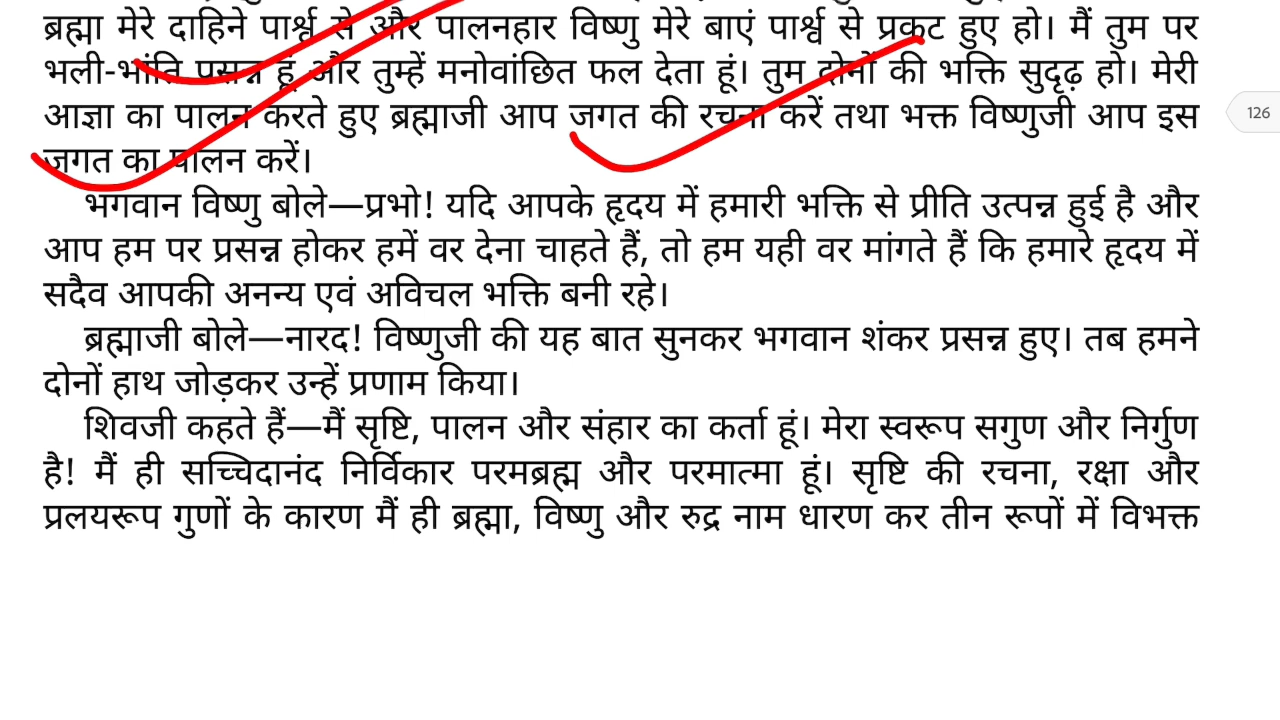 ब्रह्मा मेरे दाहिने पार्श्व से और पालनहार विष्णु मेरे बाएं पार्श्व से प्रकट हुए हो। मैं तुम पर
भली-भांति प्रसन्न हूं और तुम्हें मनोवांछित फल देता हूं। तुम दोनों की भक्ति सुदृढ़ हो। मेरी
आज्ञा का पालन करते हुए ब्रह्माजी आप जगत की रचना करें तथा भक्त विष्णुजी आप इस
जगत का पालन करें।
भगवान विष्णु बोले—प्रभो! यदि आपके हृदय में हमारी भक्ति से प्रीति उत्पन्न हुई है और
आप हम पर प्रसन्न होकर हमें वर देना चाहते हैं, तो हम यही वर मांगते हैं कि हमारे हृदय में
सदैव आपकी अनन्य एवं अविचल भक्ति बनी रहे।
ब्रह्माजी बोले—नारद! विष्णुजी की यह बात सुनकर भगवान शंकर प्रसन्न हुए। तब हमने
दोनों हाथ जोड़कर उन्हें प्रणाम किया।
शिवजी कहते हैं—मैं सृष्टि, पालन और संहार का कर्ता हूं। मेरा स्वरूप सगुण और निर्गुण
है! मैं ही सच्चिदानंद निर्विकार परमब्रह्म और परमात्मा हूं। सृष्टि की रचना, रक्षा और
प्रलयरूप गुणों के कारण मैं ही ब्रह्मा, विष्णु और रुद्र नाम धारण कर तीन रूपों में विभक्त
126